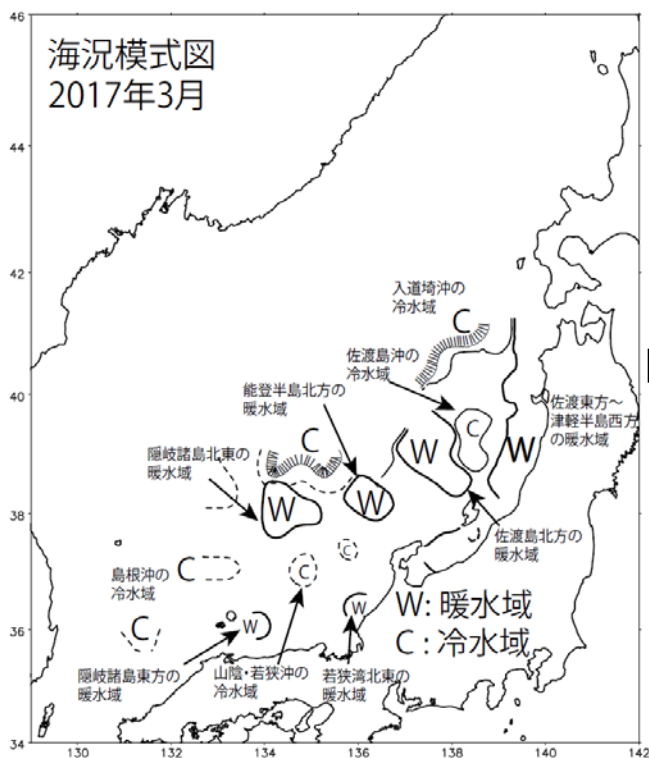 海況模式図
2017年3月
46
44
42
40
38
36
34
130
132
134
136
138
140
142
入道埼沖の
冷水域
C
佐渡島沖の
冷水域
能登半島北方の
暖水域
C
佐渡東方〜
津軽半島西方
の暖水域
隠岐諸島北東の
暖水域
C
W
W
W
W
佐渡島北方の
暖水域
島根沖の
冷水域
C
C
C
C
W
W
W: 暖水域
C : 冷水域
隠岐諸島東方の
暖水域
山陰・若狭沖の
冷水域
若狭湾北東の
暖水域